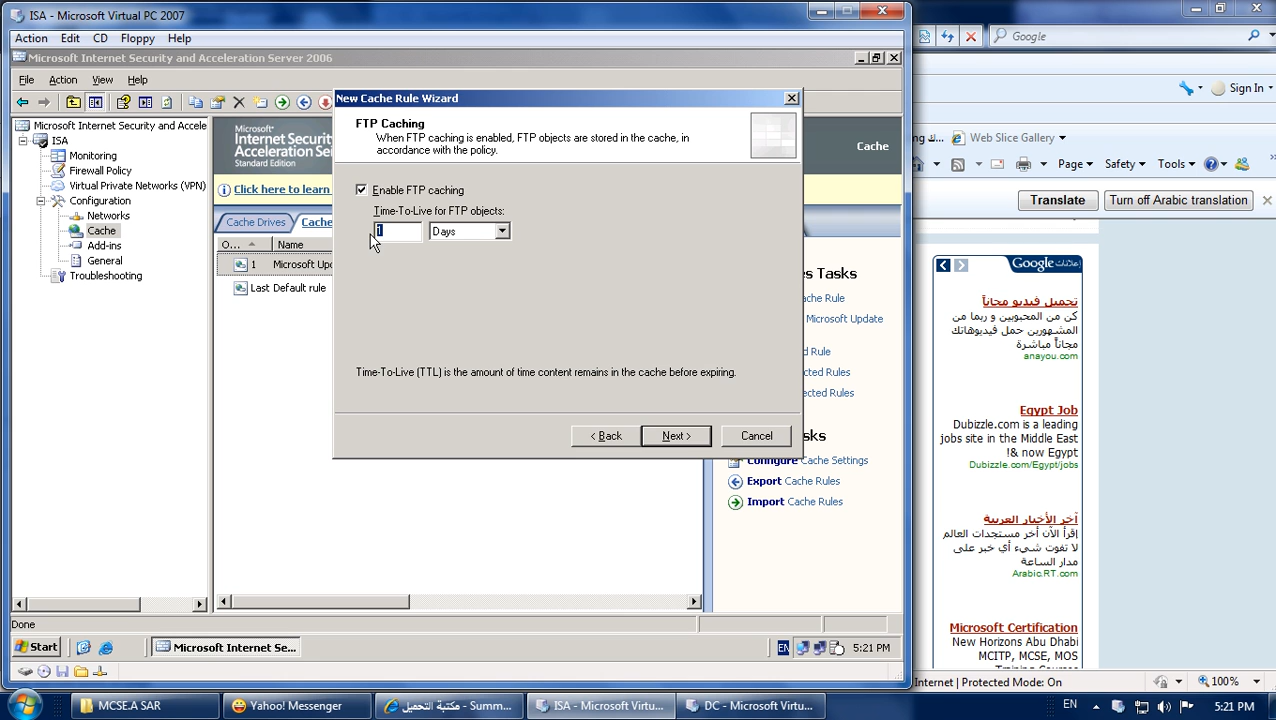 ISA - Microsoft Virtual PC 2007
Action Edit CD Floppy Help
Microsoft Internet Security and Acceleration Server 2006
File Action View Help
Microsoft Internet Security and Accele
ISA
Monitoring
Firewall Policy
Virtual Private Networks (VPN)
Configuration
Networks
Cache
Add-ins
General
Troubleshooting
Microsoft®
Internet Secu
Acceleration
Standard Edition
Cache
Click here to learn
Cache Drives Cache
O... Name
1 Microsoft Up
Last Default rule
New Cache Rule Wizard
FTP Caching
When FTP caching is enabled, FTP objects are stored in the cache, in
accordance with the policy.
Enable FTP caching
Time-To-Live for FTP objects:
1 Days
Time-To-Live (TTL) is the amount of time content remains in the cache before expiring.
< Back Next > Cancel
s Tasks
che Rule
Microsoft Update
d Rule
cted Rules
cted Rules
sks
Configure Cache Settings
Export Cache Rules
Import Cache Rules
Done
Start Microsoft Internet Se... EN 5:21 PM
Google
Sign In
Web Slice Gallery
Page Safety Tools
Translate Turn off Arabic translation
Google إعلانات
تحميل فيديو مجاناً
كن من المحبوبين و ربما من
المشهورين حمل فيديوهاتك
مجاناً مباشرة
anayou.com
Egypt Job
Dubizzle.com is a leading
jobs site in the Middle East
&! now Egypt
Dubizzle.com/Egypt/jobs
آخر الأخبار العربية
إقرأ الآن آخر مستجدات العالم
لا تفوت شيء أي خبر على
مدار الساعة
Arabic.RT.com
Microsoft Certification
New Horizons Abu Dhabi
MCITP, MCSE, MOS
Internet | Protected Mode: On 100%
MCSE.A SAR Yahoo! Messenger مكتبة التحميل - Summ... ISA - Microsoft Virtu... DC - Microsoft Virtu... EN 5:21 PM